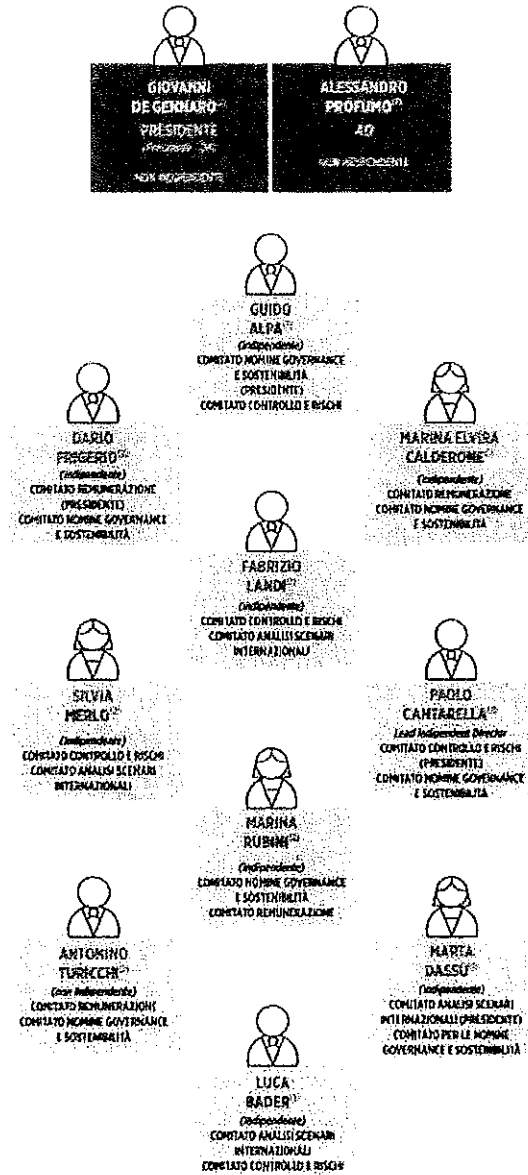 GIOVANNI
DE GENNARO
PRESIDENTE
NON INDIPENDENTE
ALESSANDRO
PROFUMO
AD
NON INDIPENDENTE
GUIDO
ALPA
(indipendente)
COMITATO NOMINE GOVERNANCE
E SOSTENIBILITÀ
(PRESIDENTE)
COMITATO CONTROLLO E RISCHI
DARIO
FRIGERIO
(indipendente)
COMITATO REMUNERAZIONE
(PRESIDENTE)
COMITATO NOMINE GOVERNANCE
E SOSTENIBILITÀ
MARINA ELVIRA
CALDERONE
(indipendente)
COMITATO REMUNERAZIONE
COMITATO NOMINE GOVERNANCE
E SOSTENIBILITÀ
FABRIZIO
LANDI
(indipendente)
COMITATO CONTROLLO E RISCHI
COMITATO ANALISI SCENARI
INTERNAZIONALI
SILVIA
MERLO
(indipendente)
COMITATO CONTROLLO E RISCHI
COMITATO ANALISI SCENARI
INTERNAZIONALI
PAOLO
CANTARELLA
Lead Independent Director
COMITATO CONTROLLO E RISCHI
(PRESIDENTE)
COMITATO NOMINE GOVERNANCE
E SOSTENIBILITÀ
MARINA
RUBINI
(indipendente)
COMITATO NOMINE GOVERNANCE
E SOSTENIBILITÀ
COMITATO REMUNERAZIONE
ANTONINO
TURICCHI
(non indipendente)
COMITATO REMUNERAZIONE
COMITATO NOMINE GOVERNANCE
E SOSTENIBILITÀ
MARTA
DASSÙ
(indipendente)
COMITATO ANALISI SCENARI
INTERNAZIONALI (PRESIDENTE)
COMITATO PER LE NOMINE
GOVERNANCE E SOSTENIBILITÀ
LUCA
BADER
(indipendente)
COMITATO ANALISI SCENARI
INTERNAZIONALI
COMITATO CONTROLLO E RISCHI